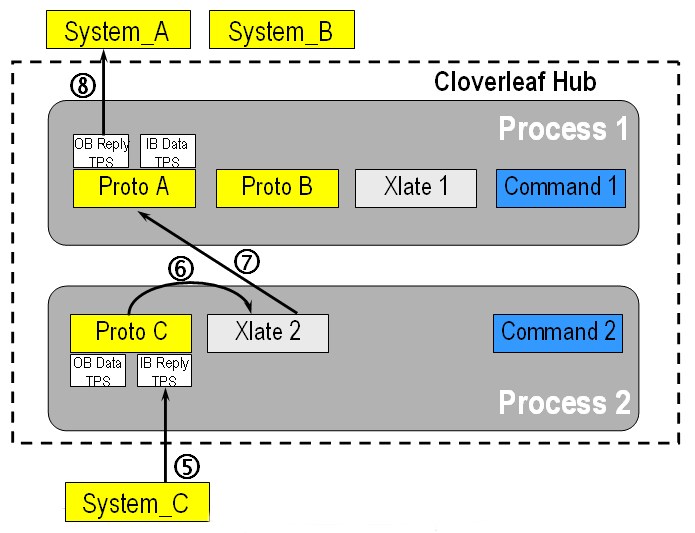 System_A
System_B
⑧
Cloverleaf Hub
Process 1
OB Reply
TPS
IB Data
TPS
Proto A
Proto B
Xlate 1
Command 1
⑥
⑦
Proto C
Xlate 2
Command 2
OB Data
TPS
IB Reply
TPS
Process 2
⑤
System_C